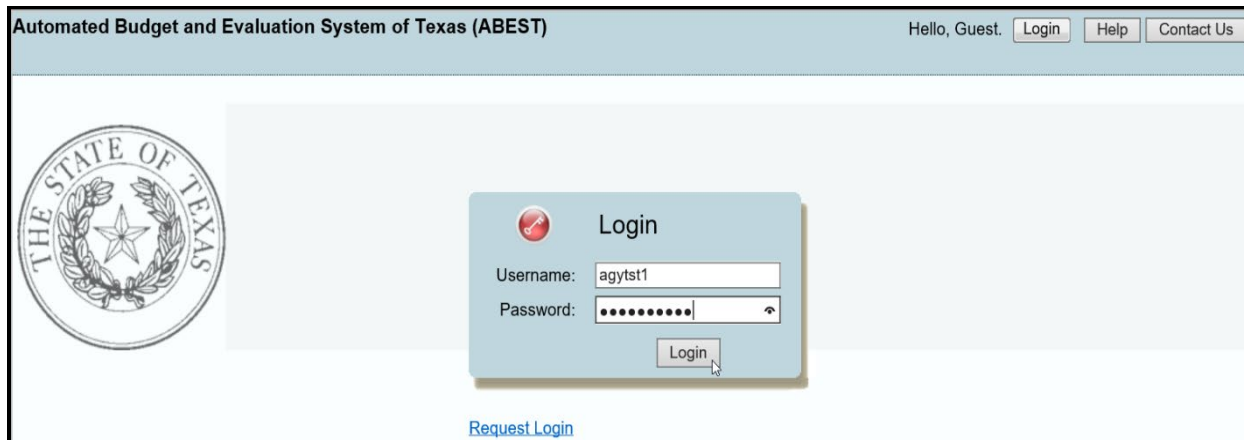 Automated Budget and Evaluation System of Texas (ABEST)
Hello, Guest. Login Help Contact Us
THE STATE OF TEXAS
Login
Username: agytst1
Password: ●●●●●●●●●●
Login
Request Login